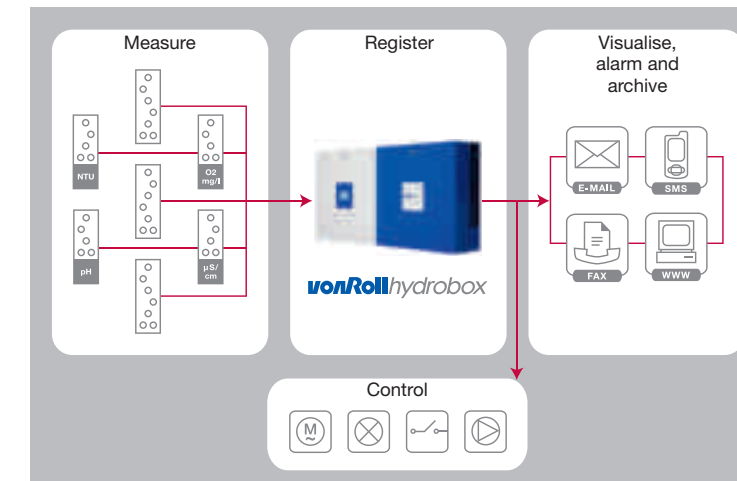 Measure
NTU
O2
mg/l
pH
µS/
cm
Register
vonRoll hydrobox
Visualise,
alarm and
archive
E-MAIL
SMS
FAX
WWW
Control
M
~